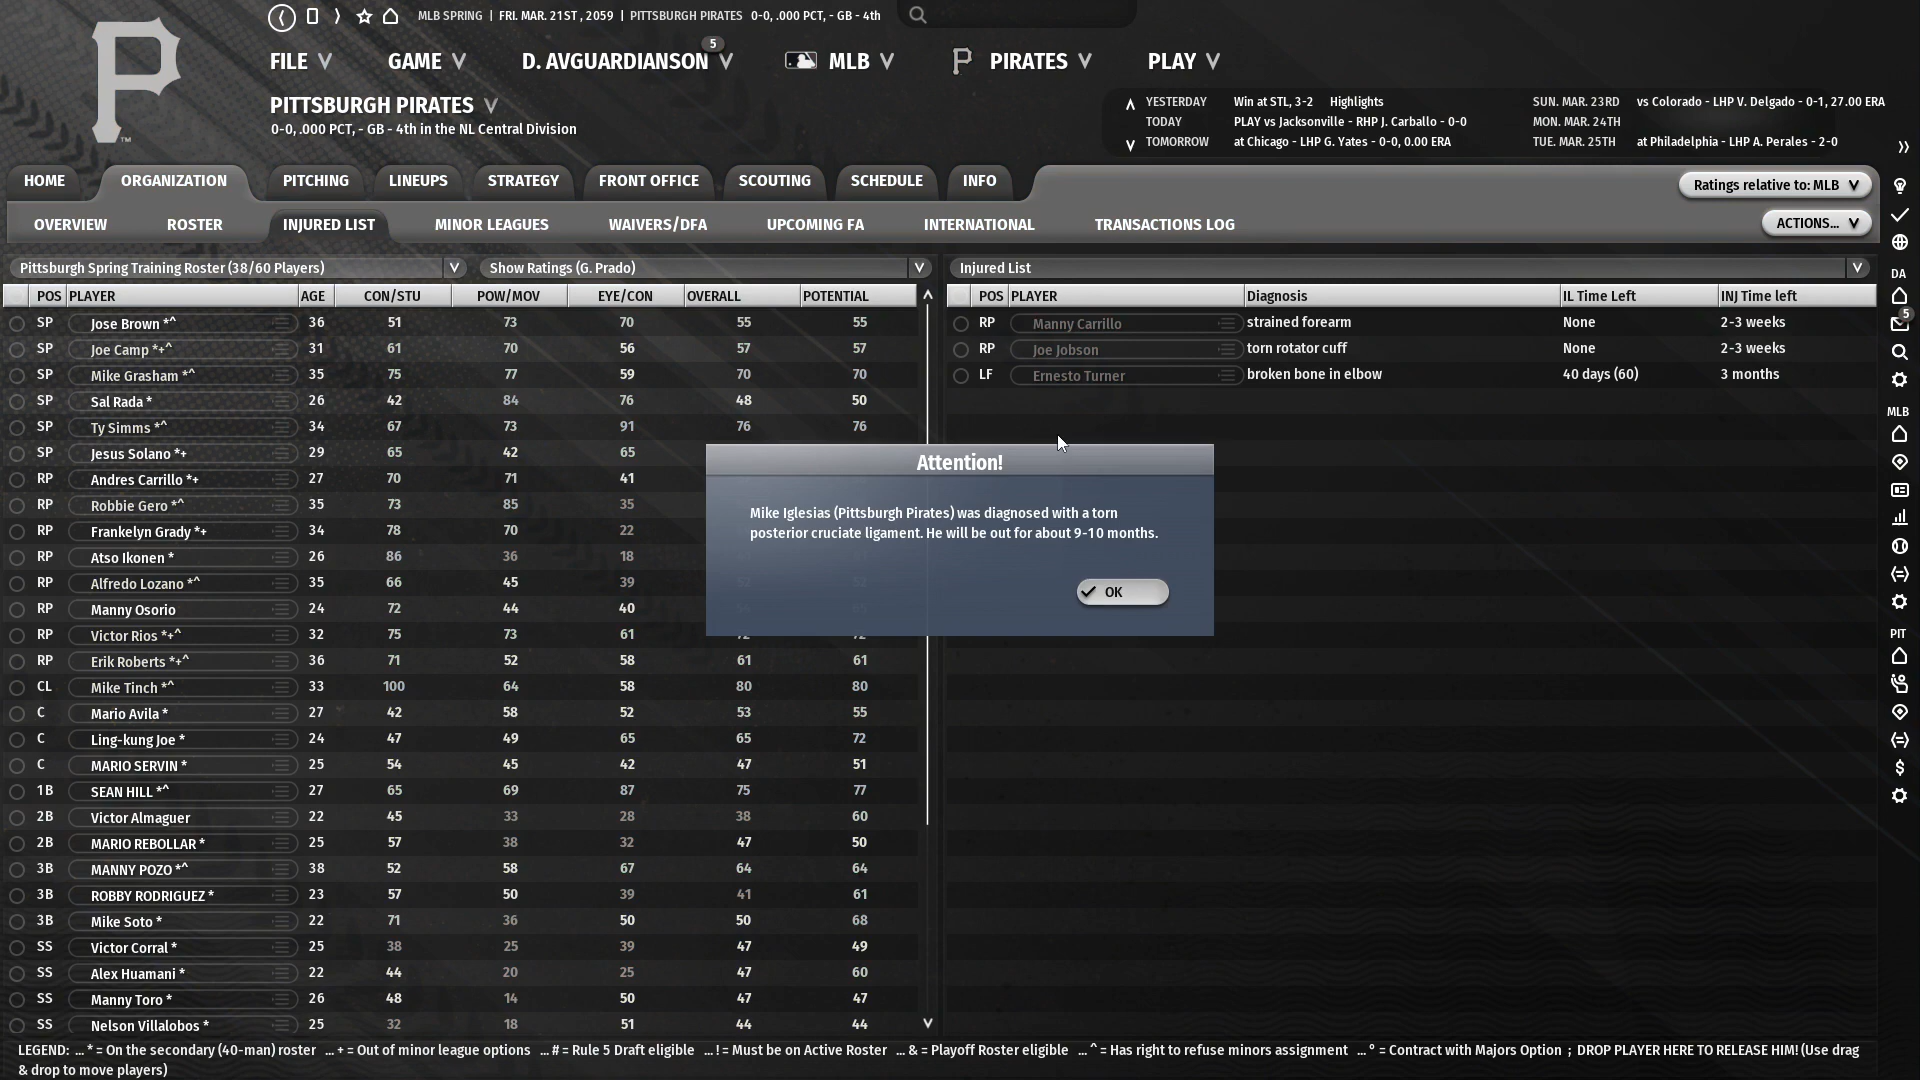 MLB SPRING | FRI. MAR. 21ST , 2059 | PITTSBURGH PIRATES 0-0, .000 PCT, - GB - 4th
FILE GAME D. AVGUARDIANSON 5 MLB P PIRATES PLAY
P
™
PITTSBURGH PIRATES
0-0, .000 PCT, - GB - 4th in the NL Central Division
YESTERDAY Win at STL, 3-2 Highlights SUN. MAR. 23RD vs Colorado - LHP V. Delgado - 0-1, 27.00 ERA
TODAY PLAY vs Jacksonville - RHP J. Carballo - 0-0 MON. MAR. 24TH
TOMORROW at Chicago - LHP G. Yates - 0-0, 0.00 ERA TUE. MAR. 25TH at Philadelphia - LHP A. Perales - 2-0
HOME ORGANIZATION PITCHING LINEUPS STRATEGY FRONT OFFICE SCOUTING SCHEDULE INFO Ratings relative to: MLB
OVERVIEW ROSTER INJURED LIST MINOR LEAGUES WAIVERS/DFA UPCOMING FA INTERNATIONAL TRANSACTIONS LOG ACTIONS...
Pittsburgh Spring Training Roster (38/60 Players) Show Ratings (G. Prado)
POS PLAYER AGE CON/STU POW/MOV EYE/CON OVERALL POTENTIAL
SP Jose Brown *^ 36 51 73 70 55 55
SP Joe Camp *+^ 31 61 70 56 57 57
SP Mike Grasham *^ 35 75 77 59 70 70
SP Sal Rada * 26 42 84 76 48 50
SP Ty Simms *^ 34 67 73 91 76 76
SP Jesus Solano *+ 29 65 42 65
RP Andres Carrillo *+ 27 70 71 41
RP Robbie Gero *^ 35 73 85 35
RP Frankelyn Grady *+ 34 78 70 22
RP Atso Ikonen * 26 86 36 18
RP Alfredo Lozano *^ 35 66 45 39
RP Manny Osorio 24 72 44 40
RP Victor Rios *+^ 32 75 73 61
RP Erik Roberts *+^ 36 71 52 58 61 61
CL Mike Tinch *^ 33 100 64 58 80 80
C Mario Avila * 27 42 58 52 53 55
C Ling-kung Joe * 24 47 49 65 65 72
C MARIO SERVIN * 25 54 45 42 47 51
1B SEAN HILL *^ 27 65 69 87 75 77
2B Victor Almaguer 22 45 33 28 38 60
2B MARIO REBOLLAR * 25 57 38 32 47 50
3B MANNY POZO *^ 38 52 58 67 64 64
3B ROBBY RODRIGUEZ * 23 57 50 39 41 61
3B Mike Soto * 22 71 36 50 50 68
SS Victor Corral * 25 38 25 39 47 49
SS Alex Huamani * 22 44 20 25 47 60
SS Manny Toro * 26 48 14 50 47 47
SS Nelson Villalobos * 25 32 18 51 44 44
Injured List
POS PLAYER Diagnosis IL Time Left INJ Time left
RP Manny Carrillo strained forearm None 2-3 weeks
RP Joe Jobson torn rotator cuff None 2-3 weeks
LF Ernesto Turner broken bone in elbow 40 days (60) 3 months
Attention!
Mike Iglesias (Pittsburgh Pirates) was diagnosed with a torn
posterior cruciate ligament. He will be out for about 9-10 months.
OK
DA
5
MLB
PIT
$
LEGEND: ... * = On the secondary (40-man) roster ... + = Out of minor league options ... # = Rule 5 Draft eligible ... ! = Must be on Active Roster ... & = Playoff Roster eligible ... ^ = Has right to refuse minors assignment ... ° = Contract with Majors Option ; DROP PLAYER HERE TO RELEASE HIM! (Use drag
& drop to move players)